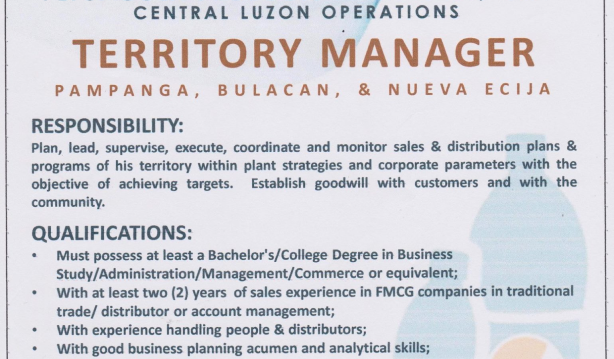 CENTRAL LUZON OPERATIONS
TERRITORY MANAGER
PAMPANGA, BULACAN, & NUEVA ECIJA
RESPONSIBILITY:
Plan, lead, supervise, execute, coordinate and monitor sales & distribution plans &
programs of his territory within plant strategies and corporate parameters with the
objective of achieving targets. Establish goodwill with customers and with the
community.
QUALIFICATIONS:
• Must possess at least a Bachelor's/College Degree in Business
Study/Administration/Management/Commerce or equivalent;
• With at least two (2) years of sales experience in FMCG companies in traditional
trade/ distributor or account management;
• With experience handling people & distributors;
• With good business planning acumen and analytical skills;